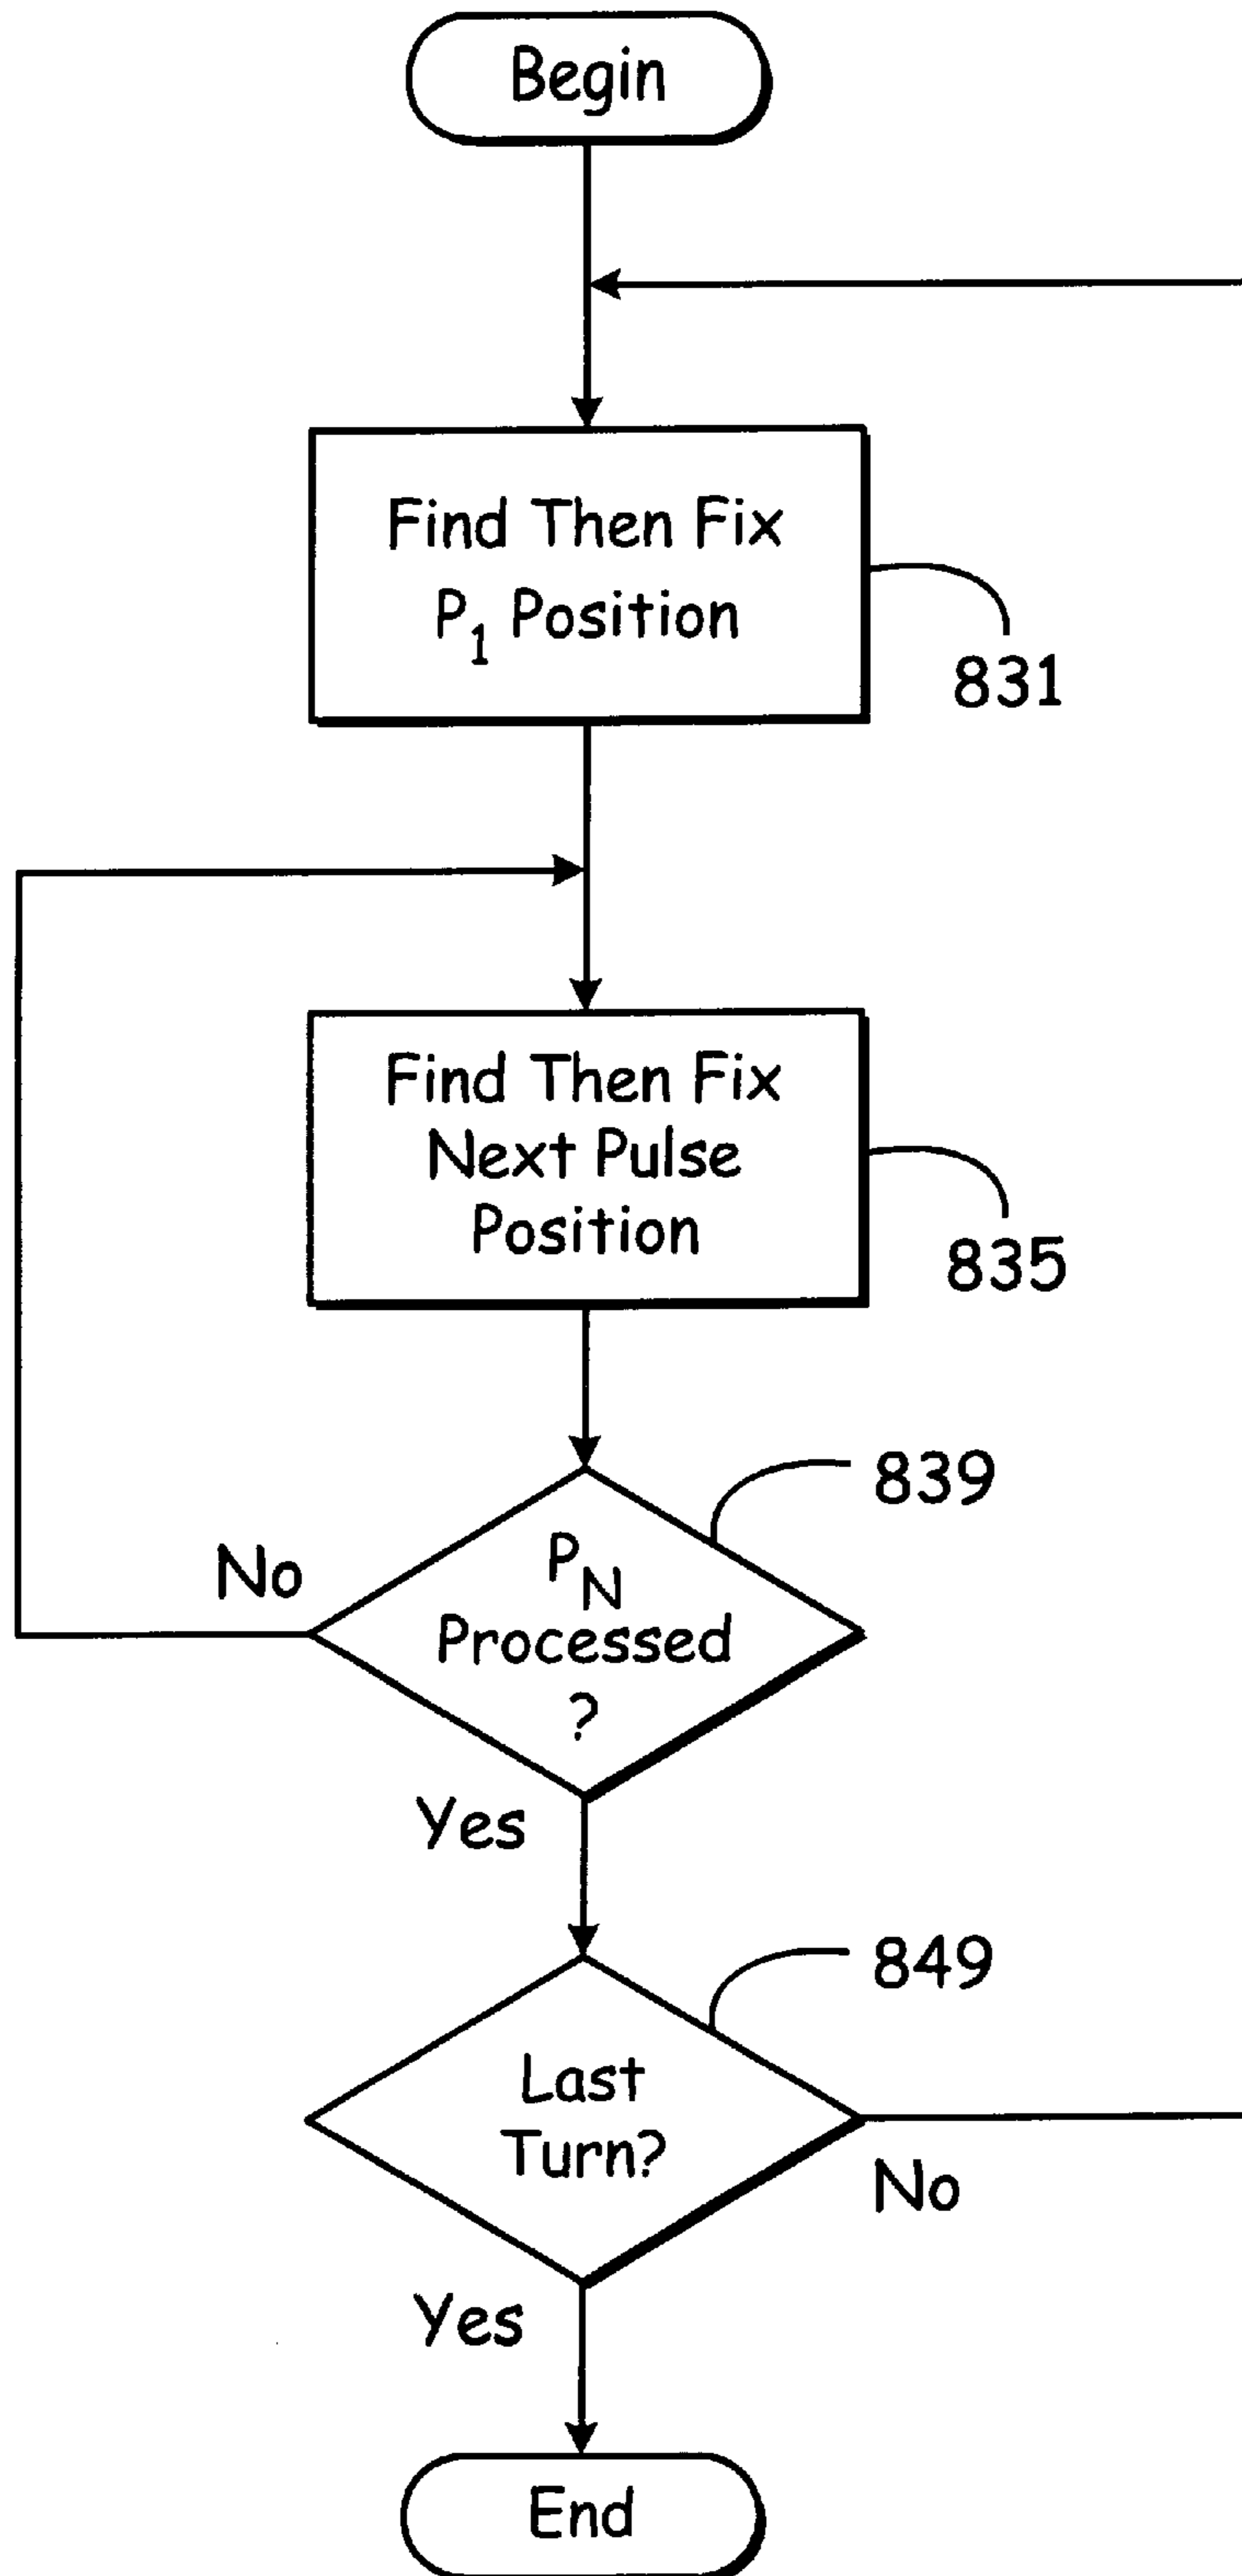 Begin
Find Then Fix
P1 Position
831
Find Then Fix
Next Pulse
Position
835
839
PN
Processed
?
No
Yes
849
Last
Turn?
No
Yes
End